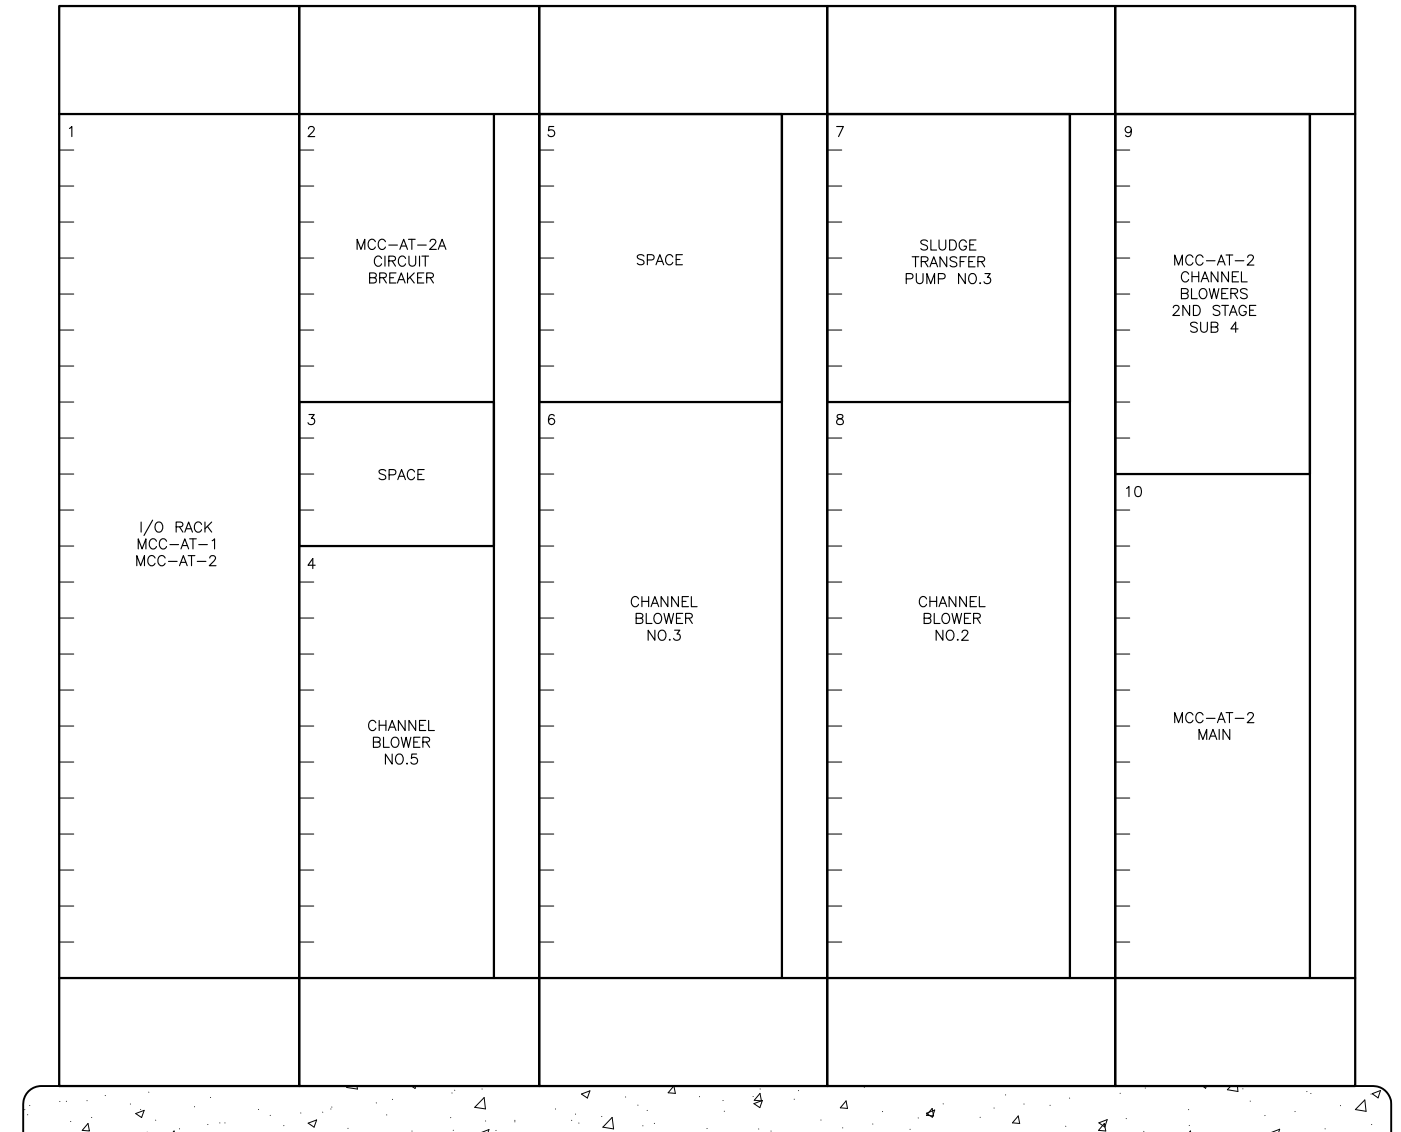 1
I/O RACK
MCC-AT-1
MCC-AT-2
2
MCC-AT-2A
CIRCUIT
BREAKER
3
SPACE
4
CHANNEL
BLOWER
NO.5
5
SPACE
6
CHANNEL
BLOWER
NO.3
7
SLUDGE
TRANSFER
PUMP NO.3
8
CHANNEL
BLOWER
NO.2
9
MCC-AT-2
CHANNEL
BLOWERS
2ND STAGE
SUB 4
10
MCC-AT-2
MAIN